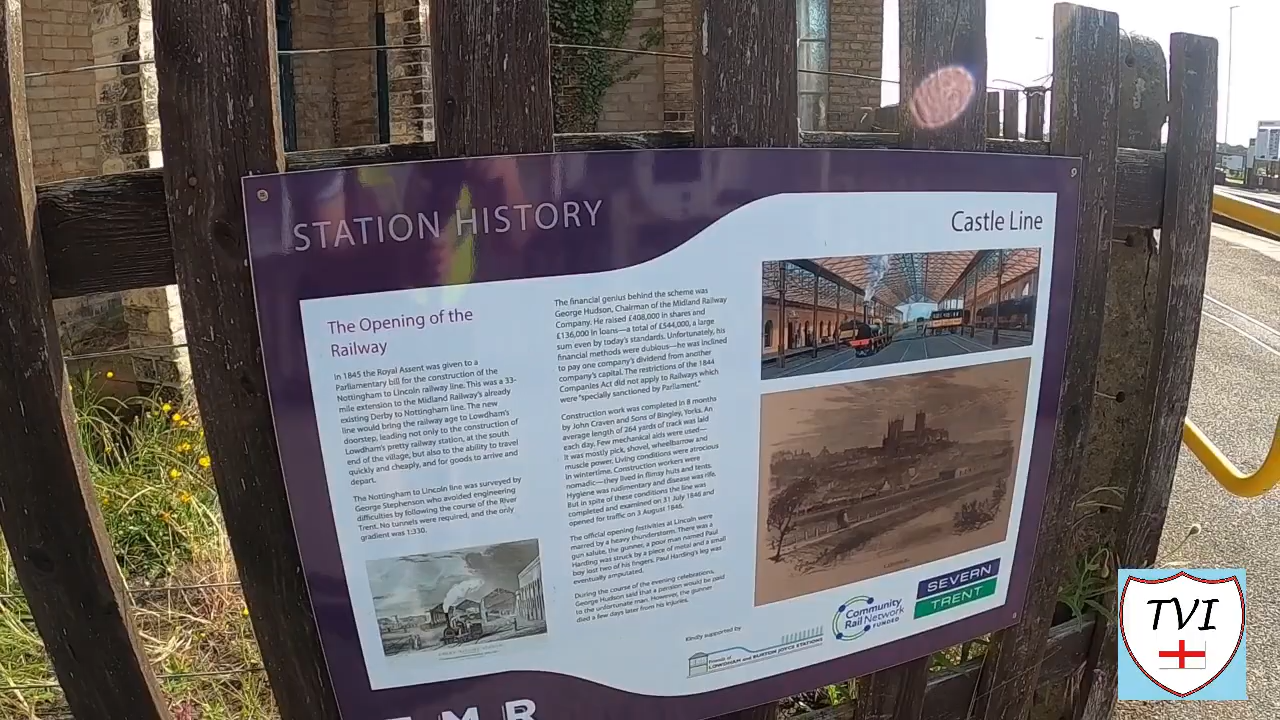 STATION HISTORY
Castle Line
The Opening of the
Railway
In 1845 the Royal Assent was given to a
Parliamentary bill for the construction of the
Nottingham to Lincoln railway line. This was a 33-
mile extension to the Midland Railway's already
existing Derby to Nottingham line. The new
line would bring the railway age to Lowdham's
doorstep, leading not only to the construction of
Lowdham's pretty railway station, at the south
end of the village, but also to the ability to travel
quickly and cheaply, and for goods to arrive and
depart.
The Nottingham to Lincoln line was surveyed by
George Stephenson who avoided engineering
difficulties by following the course of the River
Trent. No tunnels were required, and the only
gradient was 1:330.
The financial genius behind the scheme was
George Hudson, Chairman of the Midland Railway
Company. He raised £408,000 in shares and
£136,000 in loans—a total of £544,000, a large
sum even by today's standards. Unfortunately, his
financial methods were dubious—he was inclined
to pay one company's dividend from another
company's capital. The restrictions of the 1844
Companies Act did not apply to Railways which
were "specially sanctioned by Parliament."
Construction work was completed in 8 months
by John Craven and Sons of Bingley, Yorks. An
average length of 264 yards of track was laid
each day. Few mechanical aids were used—
it was mostly pick, shovel, wheelbarrow and
muscle power. Living conditions were atrocious
in wintertime. Construction workers were
nomadic—they lived in flimsy huts and tents.
Hygiene was rudimentary and disease was rife.
But in spite of these conditions the line was
completed and examined on 31 July 1846 and
opened for traffic on 3 August 1846.
The official opening festivities at Lincoln were
marred by a heavy thunderstorm. There was a
gun salute, the gunner, a poor man named Paul
Harding was struck by a piece of metal and a small
boy lost two of his fingers. Paul Harding's leg was
eventually amputated.
During the course of the evening celebrations,
George Hudson said that a pension would be paid
to the unfortunate man. However, the gunner
died a few days later from his injuries.
Kindly supported by
Friends of
LOWDHAM AND BURTON JOYCE STATIONS
Community
Rail Network
FUNDED
SEVERN
TRENT
EMR
TVI